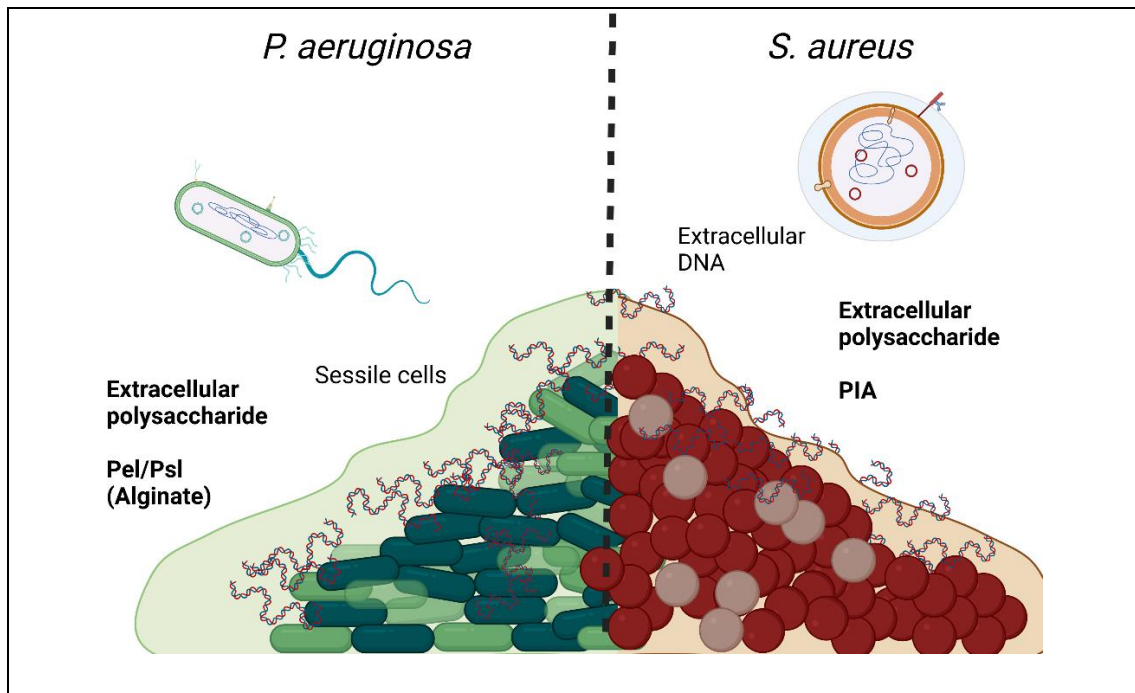 P. aeruginosa
S. aureus
Extracellular
DNA
Extracellular
polysaccharide
PIA
Sessile cells
Extracellular
polysaccharide
Pel/Psl
(Alginate)